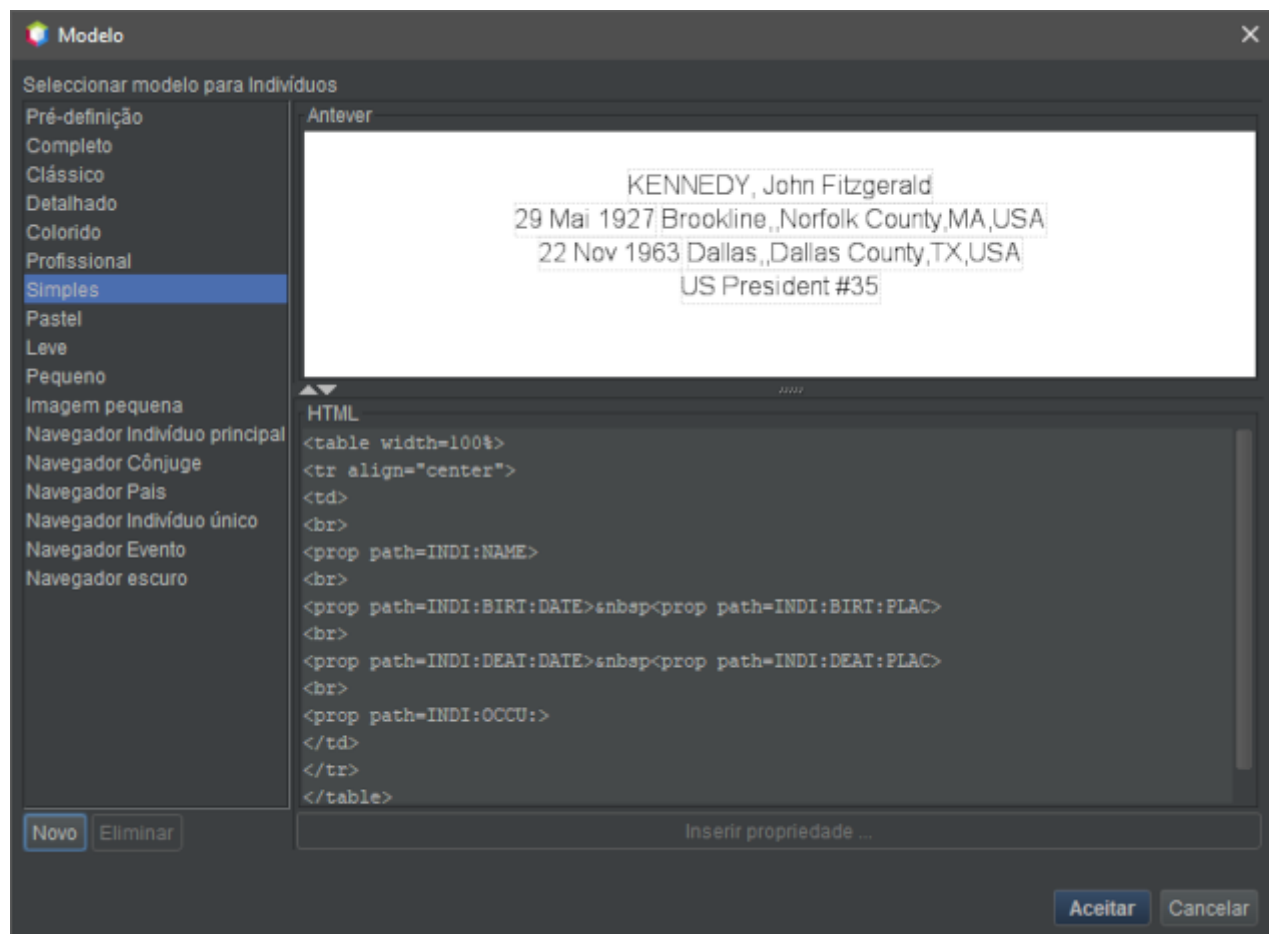 Modelo
Seleccionar modelo para Indivíduos
Pré-definição
Completo
Clássico
Detalhado
Colorido
Profissional
Simples
Pastel
Leve
Pequeno
Imagem pequena
Navegador Indivíduo principal
Navegador Cônjuge
Navegador Pais
Navegador Indivíduo único
Navegador Evento
Navegador escuro
Novo
Eliminar
Antever
KENNEDY, John Fitzgerald
29 Mai 1927 Brookline,,Norfolk County,MA,USA
22 Nov 1963 Dallas,,Dallas County,TX,USA
US President #35
HTML
<table width=100%>
<tr align="center">
<td>
<br>
<prop path=INDI:NAME>
<br>
<prop path=INDI:BIRT:DATE>&nbsp<prop path=INDI:BIRT:PLAC>
<br>
<prop path=INDI:DEAT:DATE>&nbsp<prop path=INDI:DEAT:PLAC>
<br>
<prop path=INDI:OCCU:>
</td>
</tr>
</table>
Inserir propriedade ...
Aceitar
Cancelar